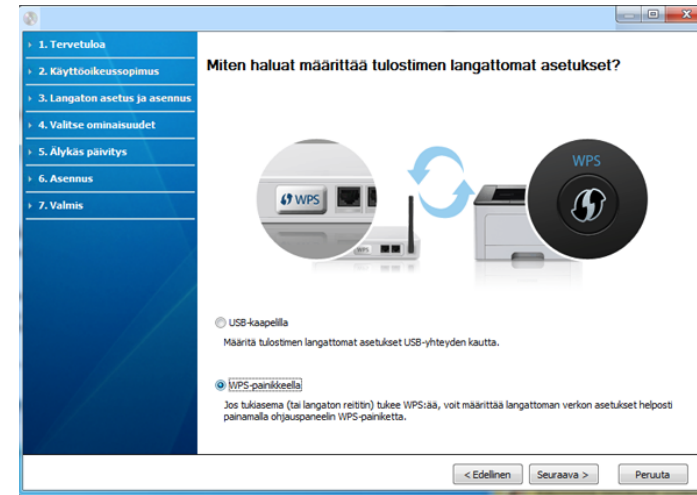 1. Tervetuloa
2. Käyttöoikeussopimus
3. Langaton asetus ja asennus
4. Valitse ominaisuudet
5. Älykäs päivitys
6. Asennus
7. Valmis
Miten haluat määrittää tulostimen langattomat asetukset?
WPS
WPS
WPS
USB-kaapelilla
Määritä tulostimen langattomat asetukset USB-yhteyden kautta.
WPS-painikkeella
Jos tukiasema (tai langaton reititin) tukee WPS:ää, voit määrittää langattoman verkon asetukset helposti
painamalla ohjauspaneelin WPS-painiketta.
< Edellinen
Seuraava >
Peruuta